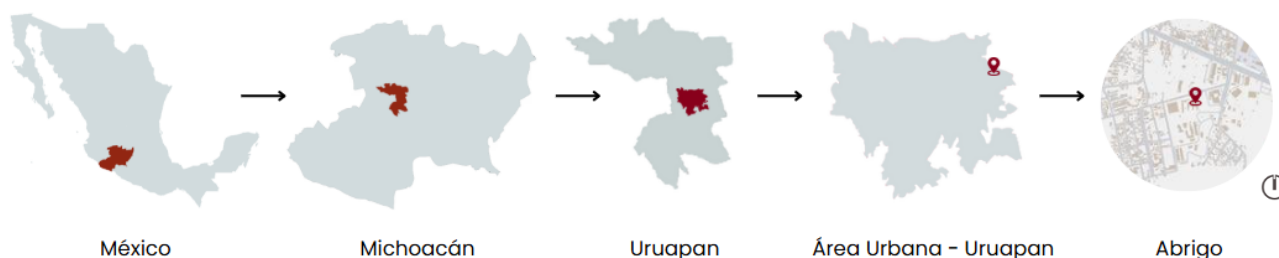 México
Michoacán
Uruapan
Área Urbana - Uruapan
Abrigo